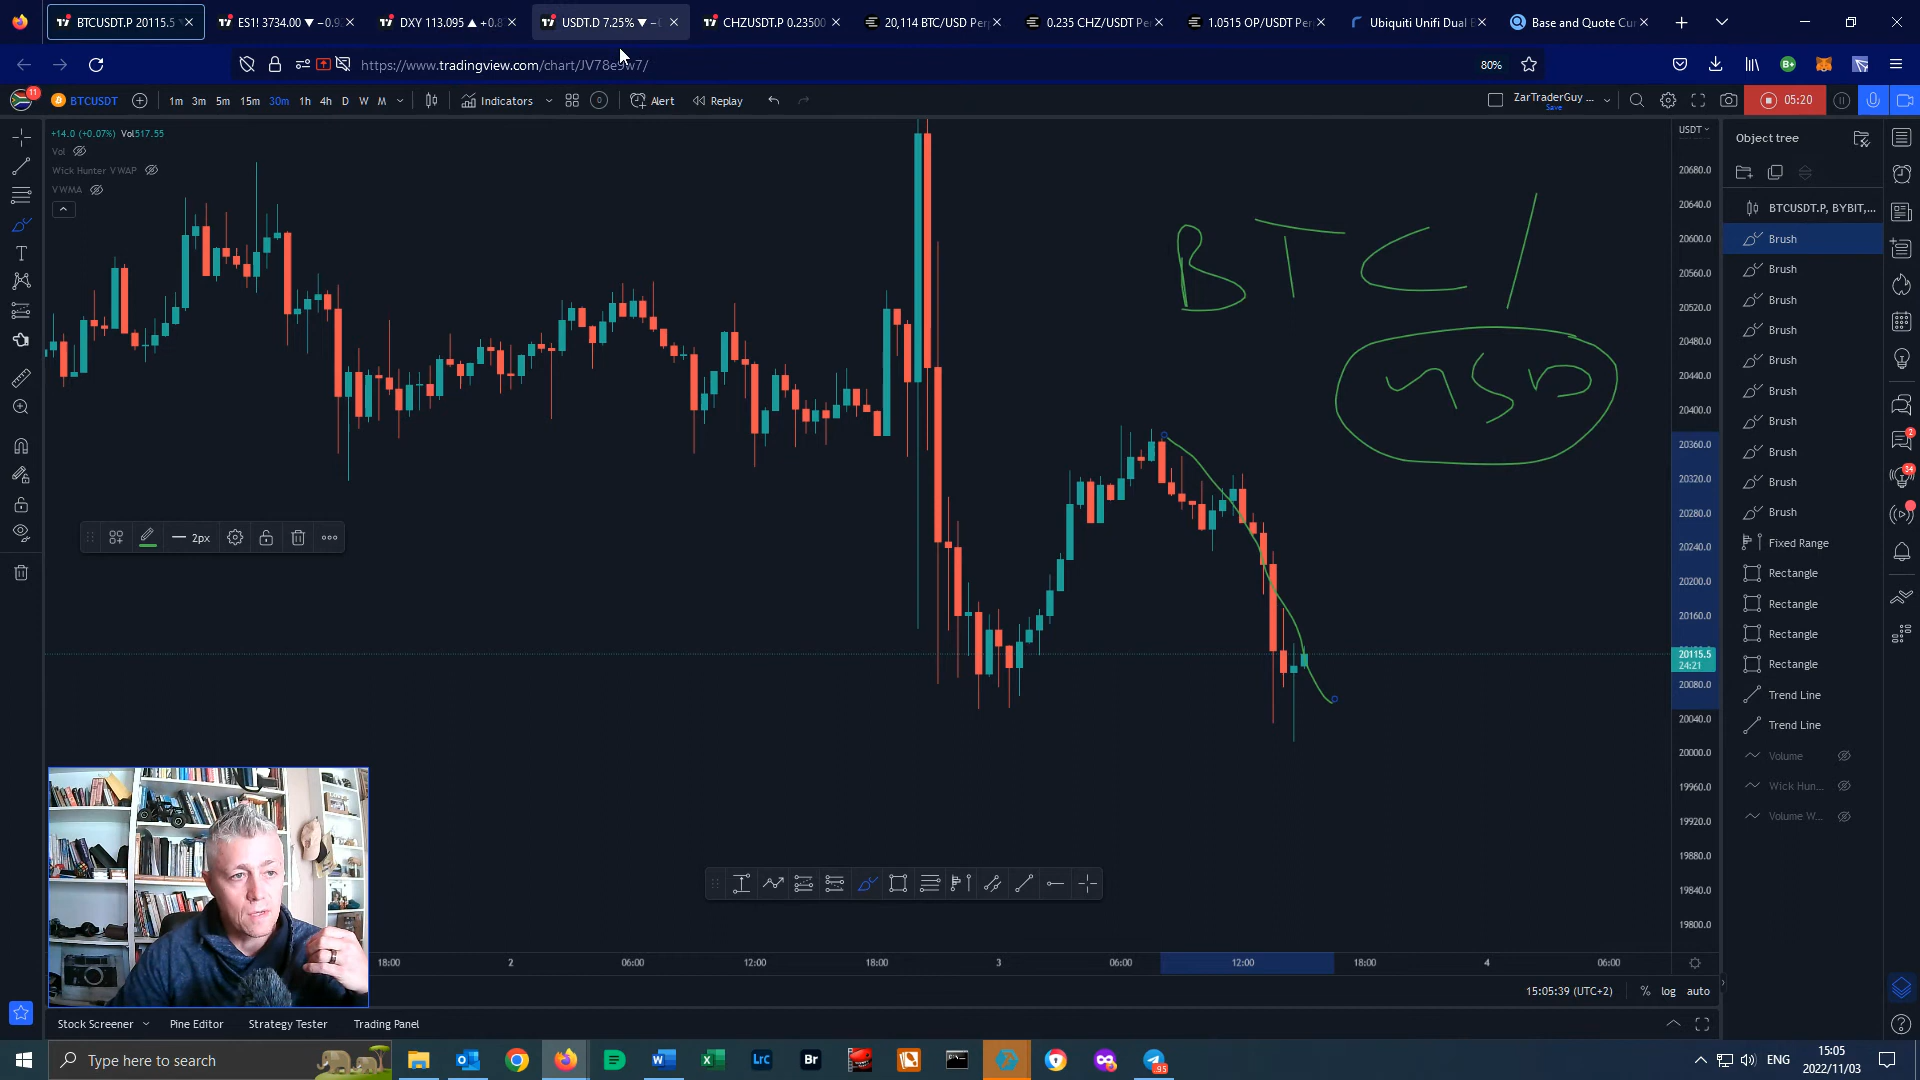 BTCUSDT.P 20115.5
ES1! 3734.00 ▼ −0.9
DXY 113.095 ▲ +0.8
USDT.D 7.25% ▼ −
CHZUSDT.P 0.23500
20,114 BTC/USD Per
0.235 CHZ/USDT Per
1.0515 OP/USDT Per
Ubiquiti Unifi Dual B
Base and Quote Cur
https://www.tradingview.com/chart/JV78e9w7/
80%
11
BTCUSDT
1m 3m 5m 15m 30m 1h 4h D W M
Indicators
Alert
Replay
ZarTraderGuy ...
Save
05:20
+14.0 (+0.07%) Vol517.55
Vol
Wick Hunter VWAP
VWMA
BTC/
USD
2px
USDT
20680.0
20640.0
20600.0
20560.0
20520.0
20480.0
20440.0
20400.0
20360.0
20320.0
20280.0
20240.0
20200.0
20160.0
20115.5
24:21
20080.0
20040.0
20000.0
19960.0
19920.0
19880.0
19840.0
19800.0
Object tree
BTCUSDT.P, BYBIT,...
Brush
Brush
Brush
Brush
Brush
Brush
Brush
Brush
Brush
Brush
Fixed Range
Rectangle
Rectangle
Rectangle
Rectangle
Trend Line
Trend Line
Volume
Wick Hun...
Volume W...
2
34
18:00 2 06:00 12:00 18:00 3 06:00 12:00 18:00 4 06:00
15:05:39 (UTC+2) % log auto
Stock Screener
Pine Editor
Strategy Tester
Trading Panel
Type here to search
Lrc
Br
95
ENG
15:05
2022/11/03